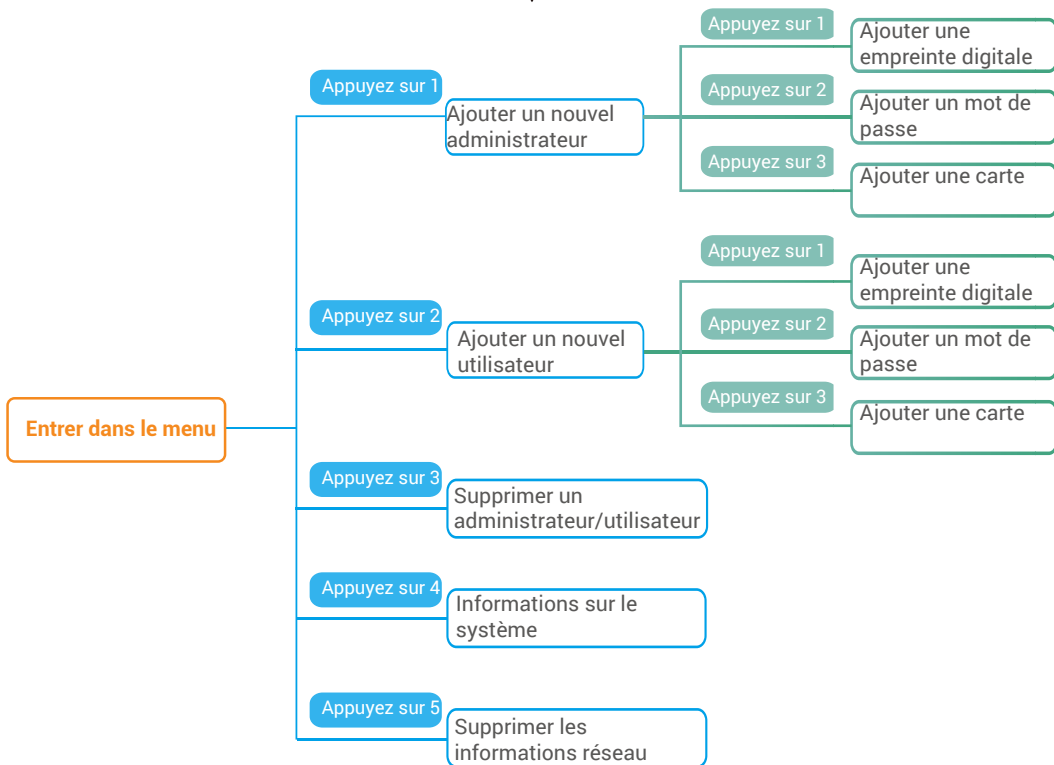 Appuyez sur 1
Ajouter une
empreinte digitale
Appuyez sur 1
Appuyez sur 2
Ajouter un nouvel
administrateur
Ajouter un mot de
passe
Appuyez sur 3
Ajouter une carte
Appuyez sur 1
Ajouter une
empreinte digitale
Appuyez sur 2
Ajouter un nouvel
utilisateur
Appuyez sur 2
Ajouter un mot de
passe
Appuyez sur 3
Ajouter une carte
Entrer dans le menu
Appuyez sur 3
Supprimer un
administrateur/utilisateur
Appuyez sur 4
Informations sur le
système
Appuyez sur 5
Supprimer les
informations réseau